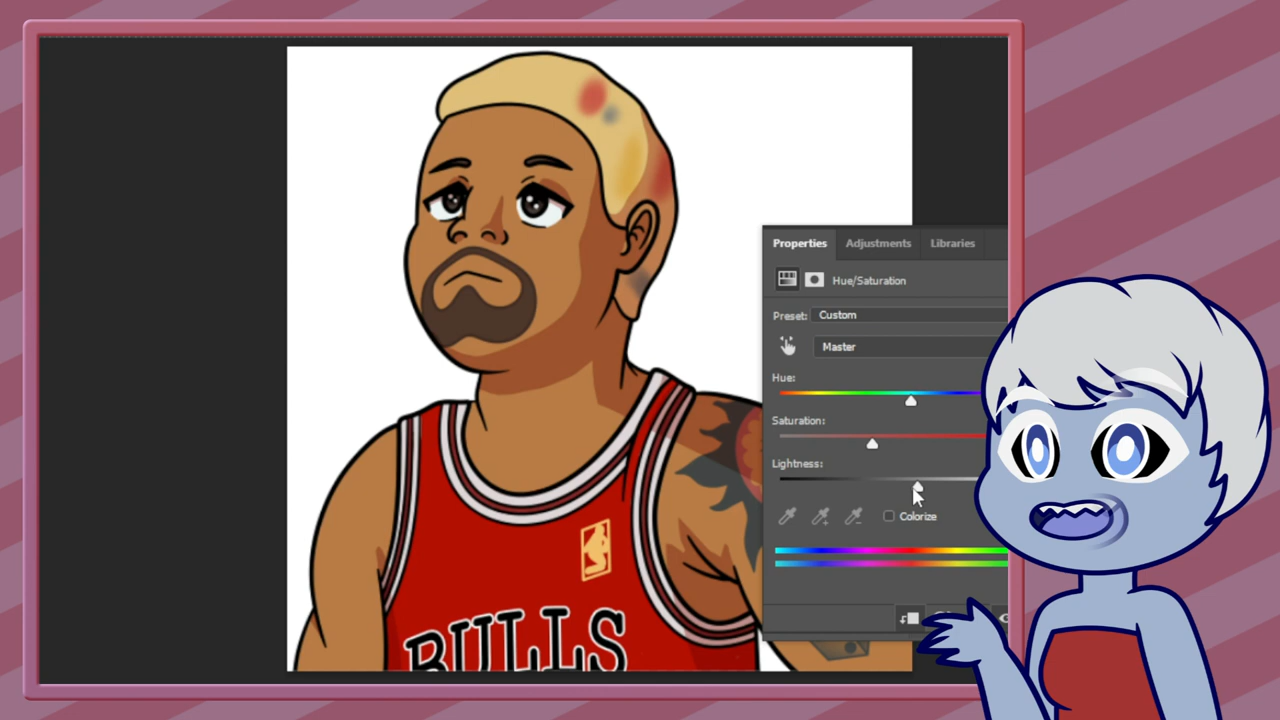 Properties Adjustments Libraries
Hue/Saturation
Preset: Custom
Master
Hue:
Saturation:
Lightness:
Colorize
BULLS